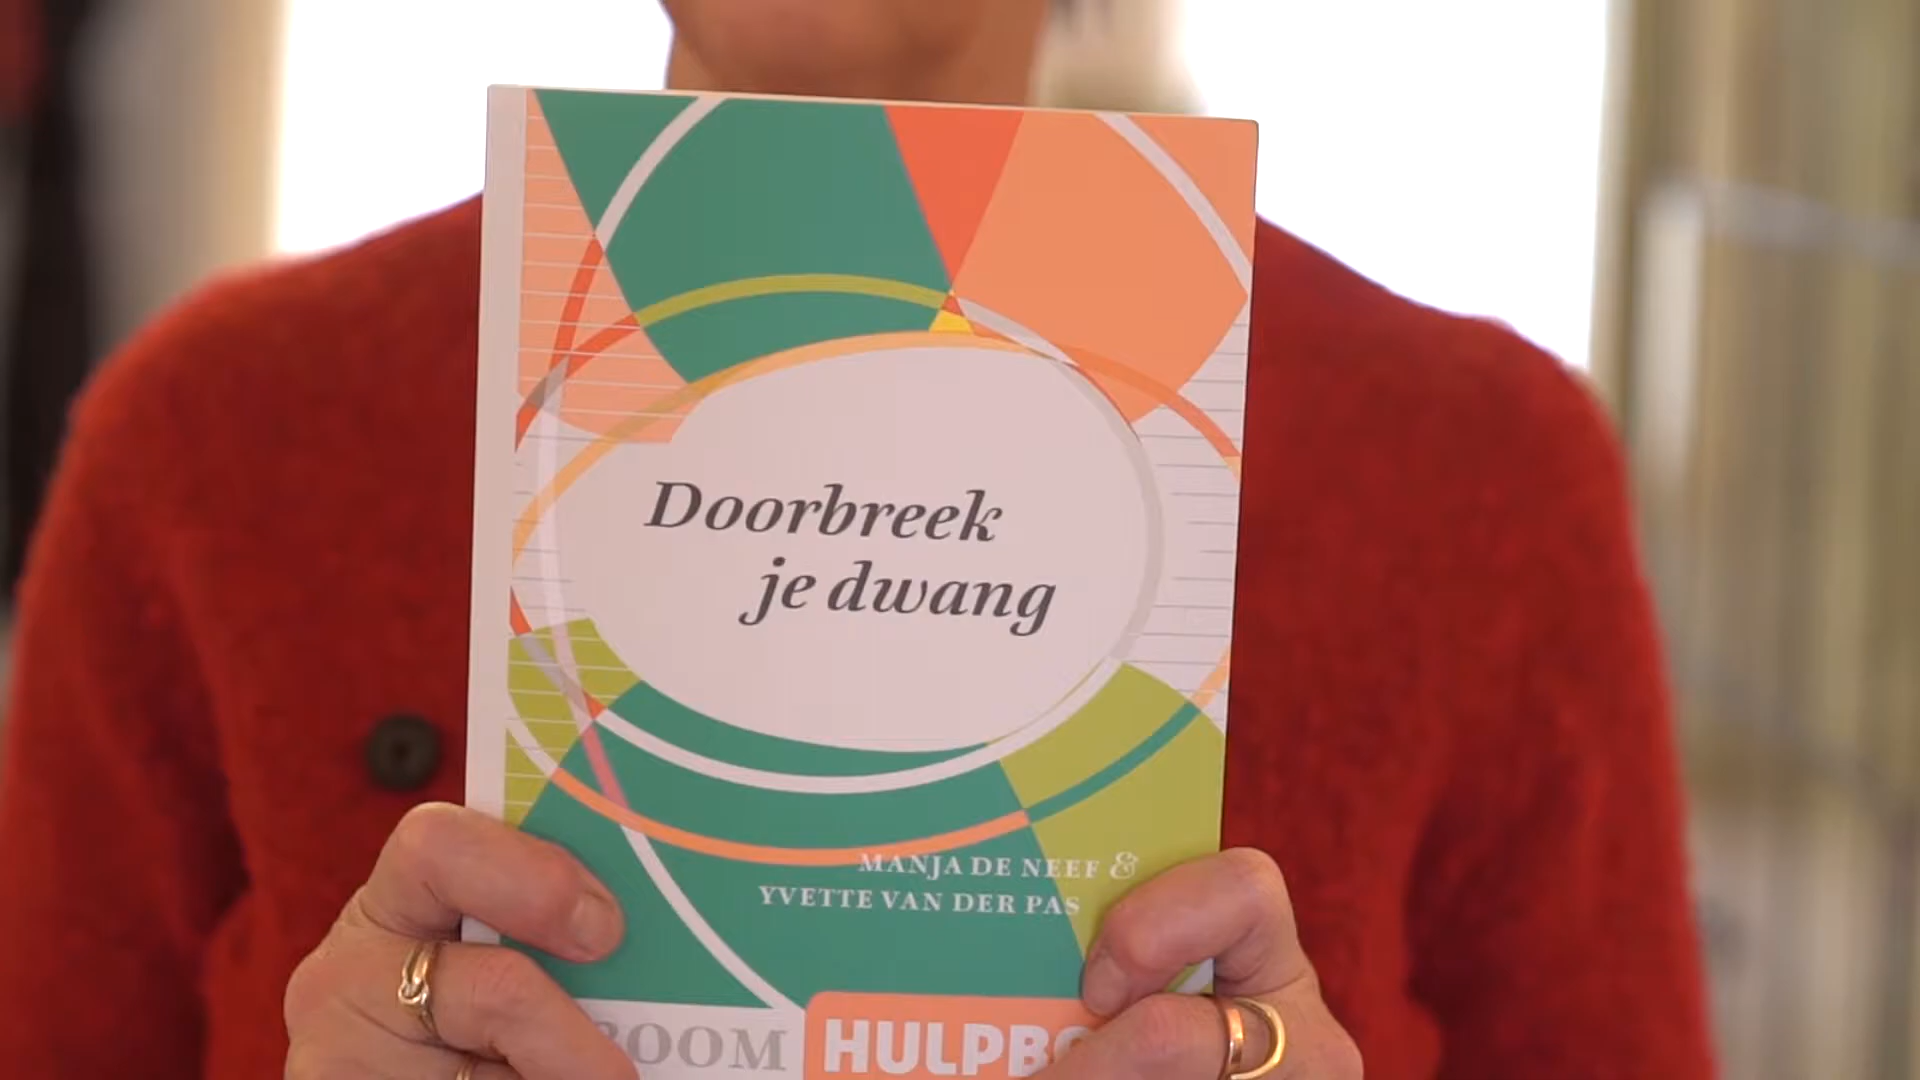 Doorbreek
je dwang
MANJA DE NEEF &
YVETTE VAN DER PAS